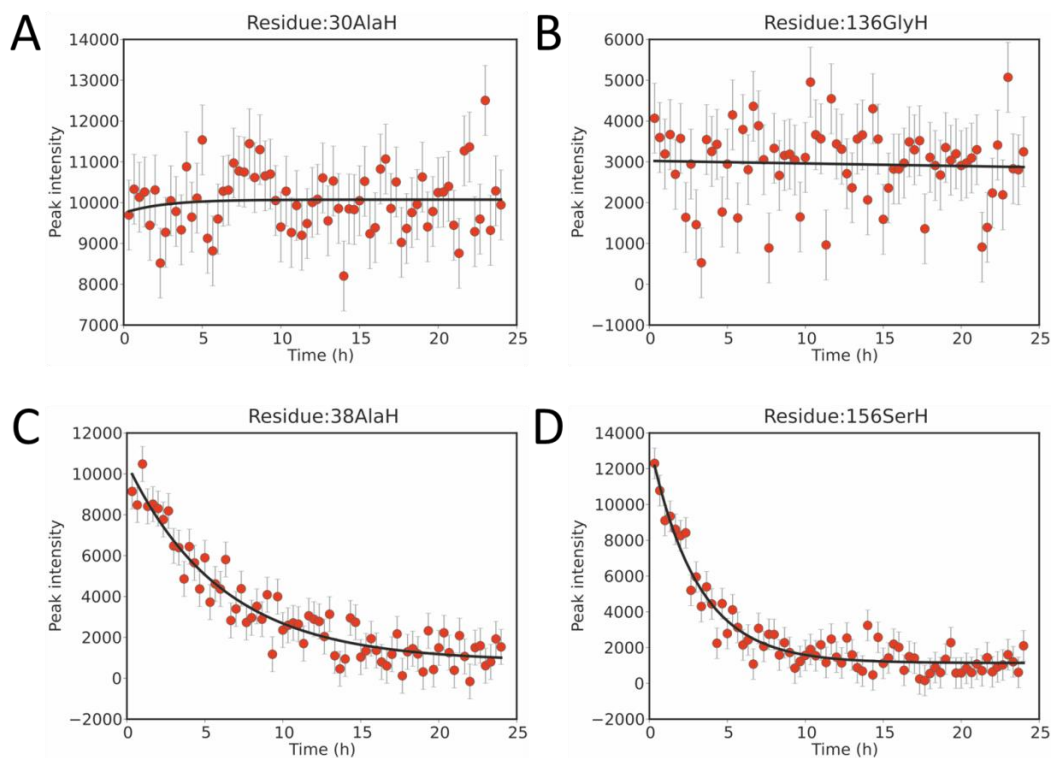 A
Residue:30AlaH
Peak intensity
14000
13000
12000
11000
10000
9000
8000
7000
0 5 10 15 20 25
Time (h)
B
Residue:136GlyH
Peak intensity
6000
5000
4000
3000
2000
1000
0
−1000
0 5 10 15 20 25
Time (h)
C
Residue:38AlaH
Peak intensity
12000
10000
8000
6000
4000
2000
0
−2000
0 5 10 15 20 25
Time (h)
D
Residue:156SerH
Peak intensity
14000
12000
10000
8000
6000
4000
2000
0
−2000
0 5 10 15 20 25
Time (h)